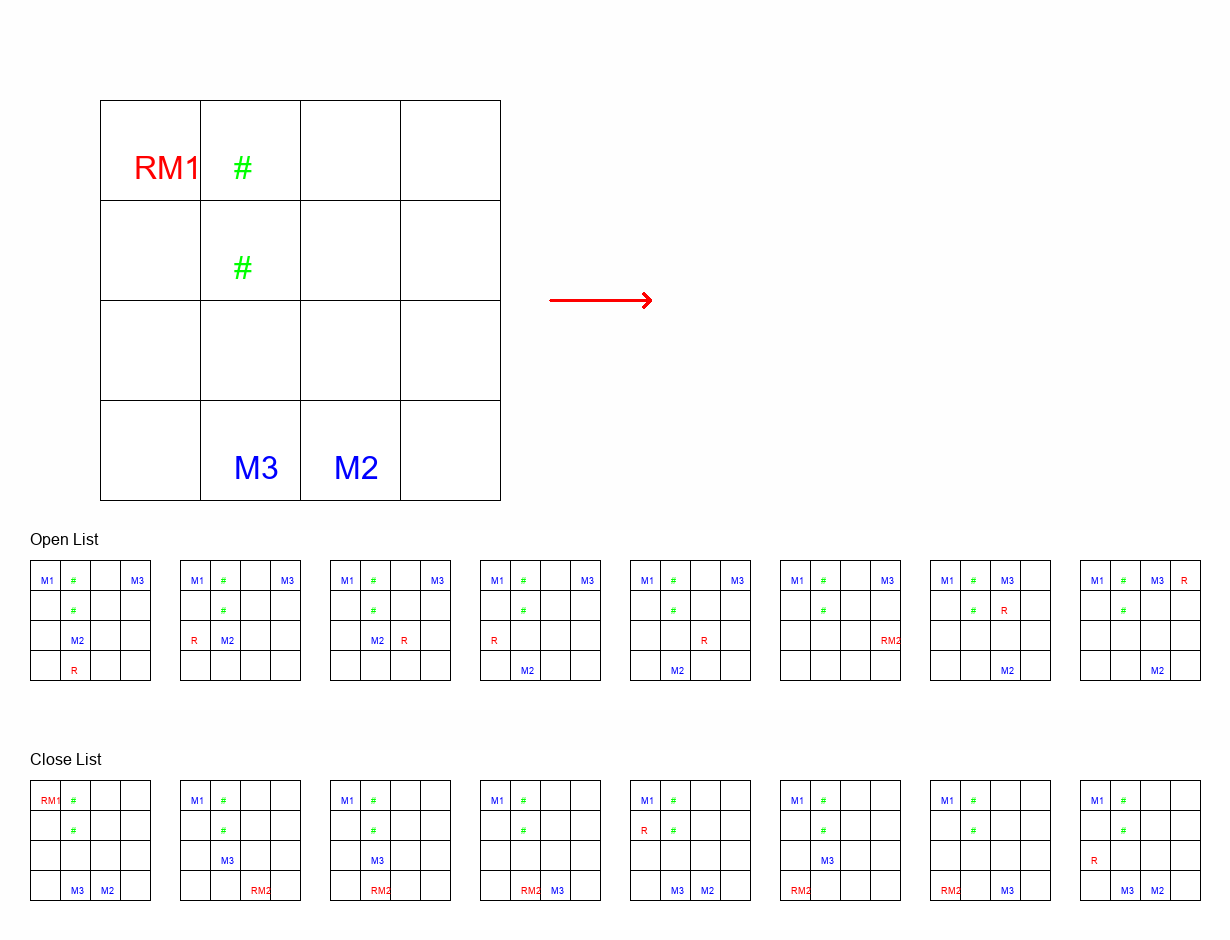 RM1 #
#
M3 M2
Open List
M1 # M3 M1 # M3 M1 # M3 M1 # M3 M1 # M3 M1 # M3 M1 # M3 M1 # M3 R
# # # # # # # R #
M2 R M2 M2 R R R RM2
R M2 M2 M2 M2
Close List
RM1 # M1 # M1 # M1 # M1 # M1 # M1 # M1 #
# # # # R # # # #
M3 M3 M3 R
M3 M2 RM2 RM2 RM2 M3 M3 M2 RM2 RM2 M3 M3 M2